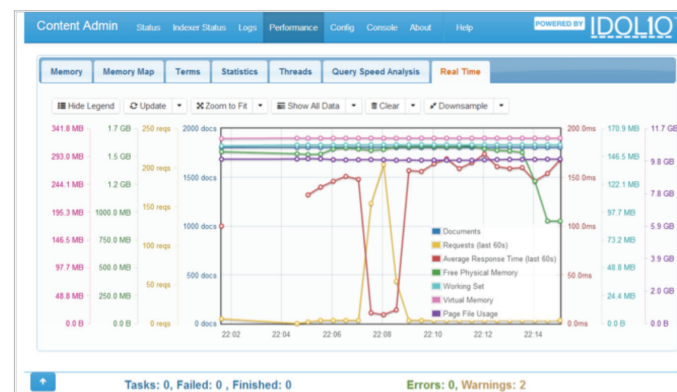 Content Admin Status Indexer Status Logs Performance Config Console About Help POWERED BY IDOL10
Memory Memory Map Terms Statistics Threads Query Speed Analysis Real Time
Hide Legend Update Zoom to Fit Show All Data Clear Downsample
341.8 MB 1.7 GB 250 reqs 2000 docs 200.0ms 170.9 MB 11.7 GB
293.0 MB 1.5 GB 200 reqs 1500 docs 150.0ms 146.5 MB 9.8 GB
244.1 MB 1.2 GB 122.1 MB 7.8 GB
195.3 MB 1000.0 MB 150 reqs 1000 docs 100.0ms 97.7 MB 5.9 GB
146.5 MB 750.0 MB 100 reqs 73.2 MB 3.9 GB
97.7 MB 500.0 MB 500 docs 50.0ms 48.8 MB
48.8 MB 250.0 MB 50 reqs 24.4 MB 2.0 GB
0.0 B 0.0 B 0 reqs 0 docs 0.0ms 0.0 B 0.0 B
Documents
Requests (last 60s)
Average Response Time (last 60s)
Free Physical Memory
Working Set
Virtual Memory
Page File Usage
22:02 22:04 22:06 22:08 22:10 22:12 22:14
Tasks: 0, Failed: 0 , Finished: 0 Errors: 0, Warnings: 2